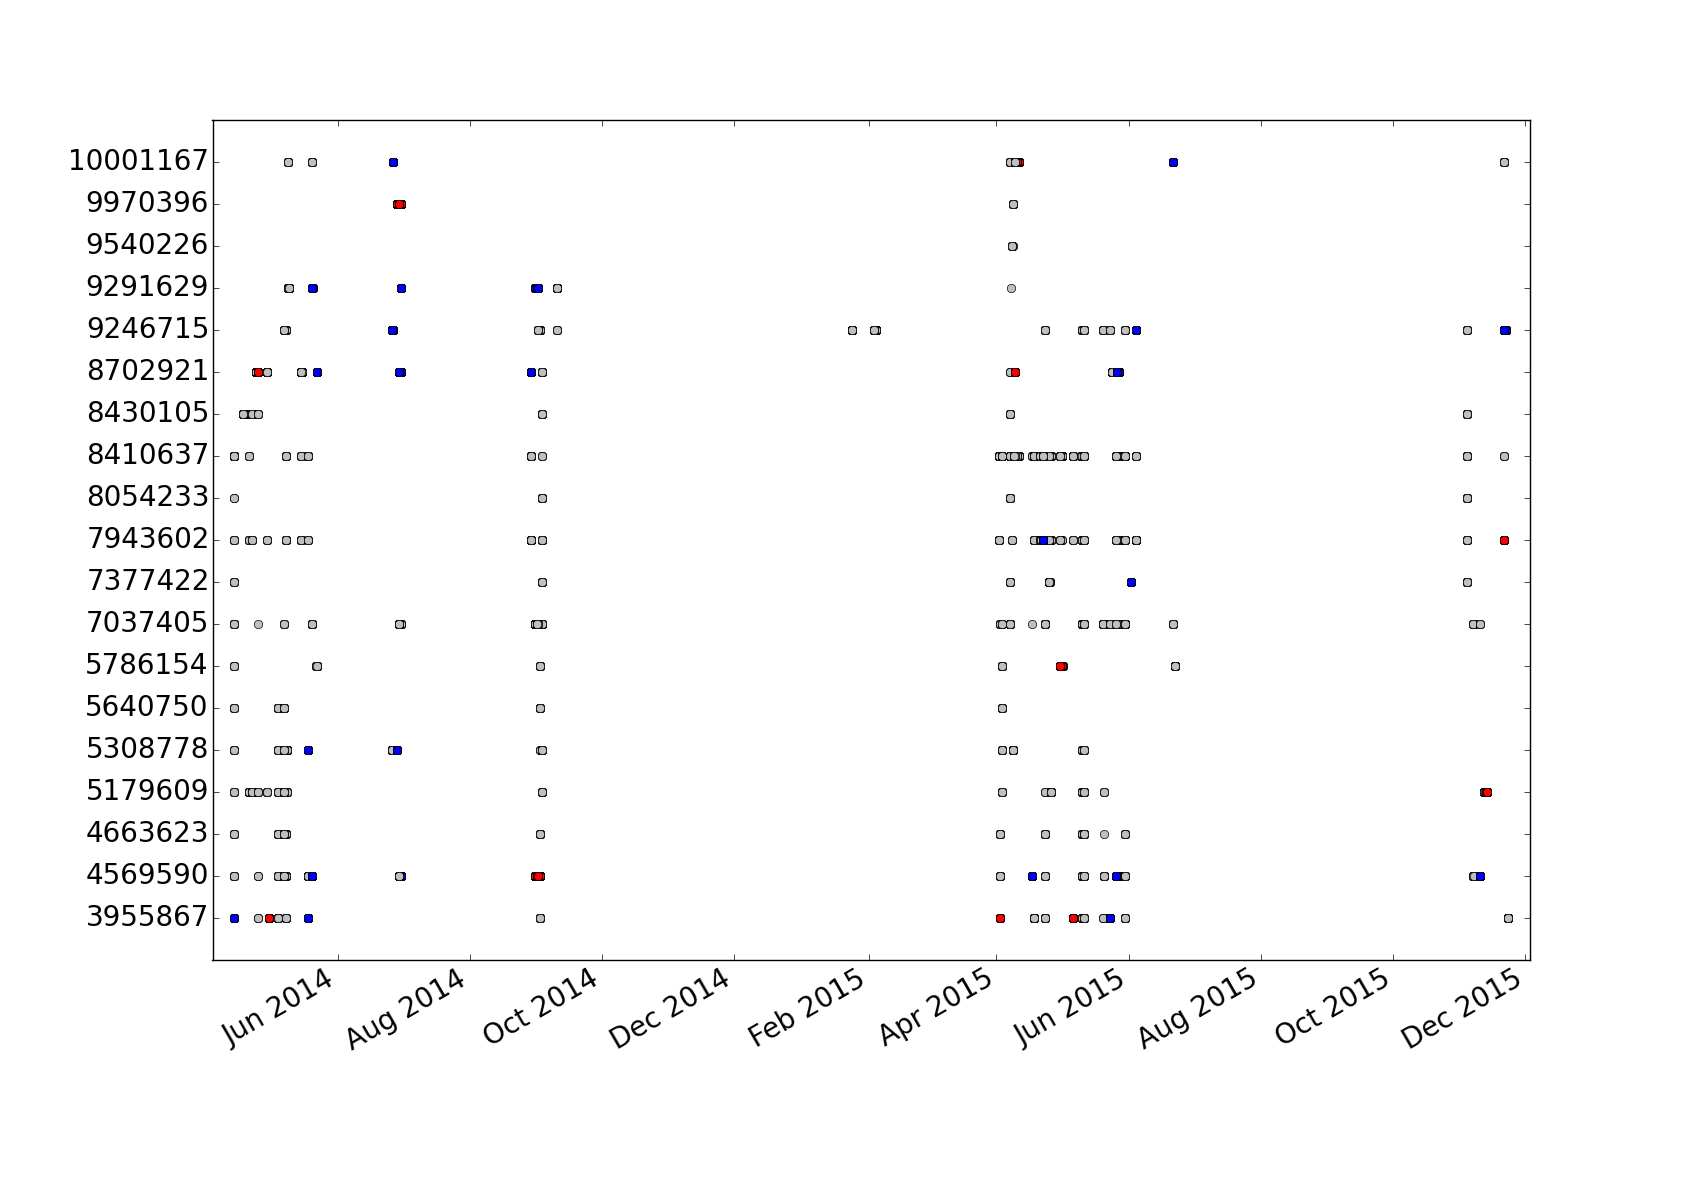 10001167
9970396
9540226
9291629
9246715
8702921
8430105
8410637
8054233
7943602
7377422
7037405
5786154
5640750
5308778
5179609
4663623
4569590
3955867
Jun 2014
Aug 2014
Oct 2014
Dec 2014
Feb 2015
Apr 2015
Jun 2015
Aug 2015
Oct 2015
Dec 2015